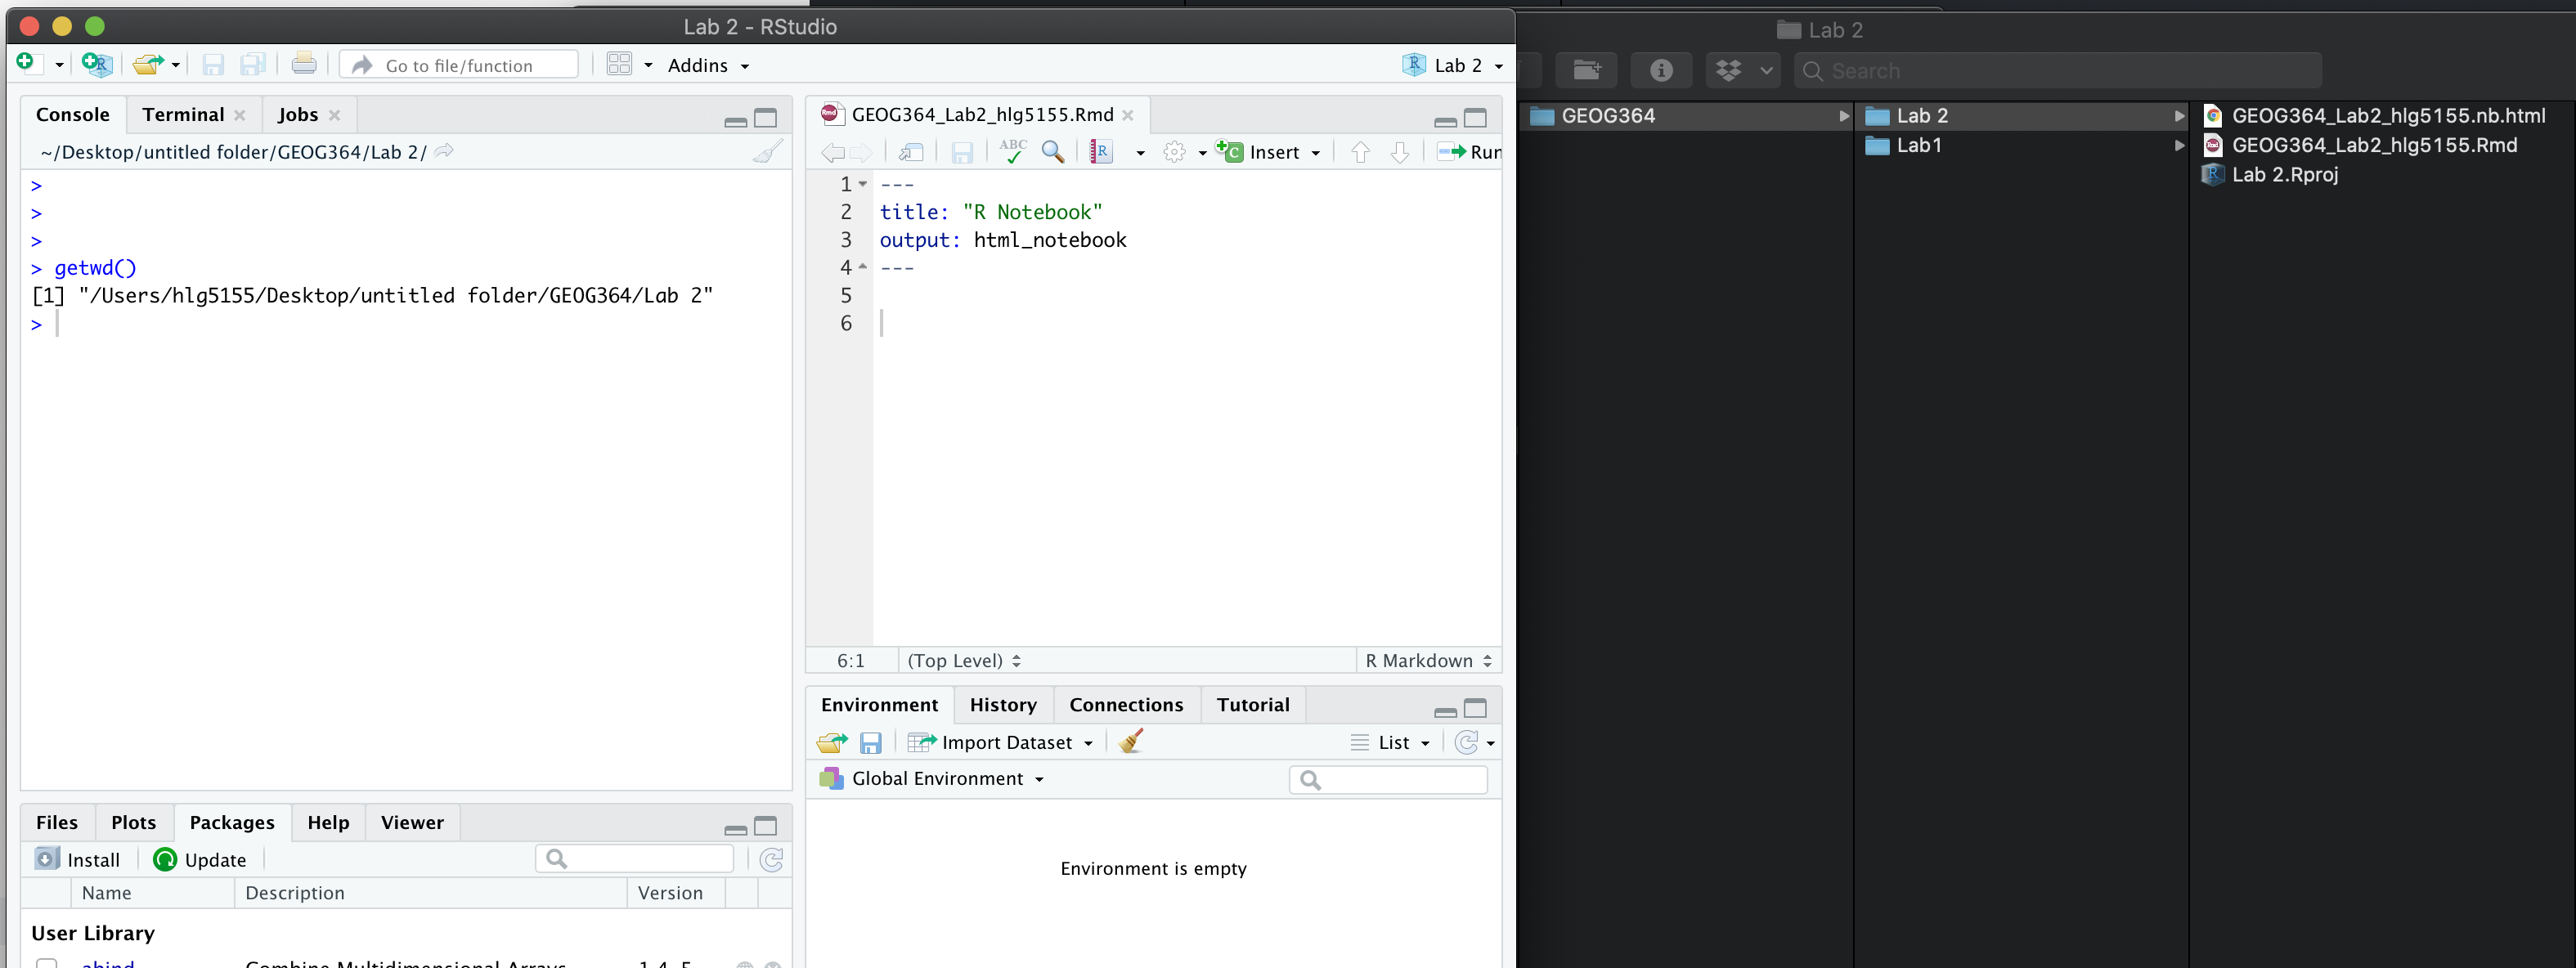 Lab 2 - RStudio
Go to file/function
Addins
Lab 2
Console
Terminal
Jobs
~/Desktop/untitled folder/GEOG364/Lab 2/
>
>
>
> getwd()
[1] "/Users/hlg5155/Desktop/untitled folder/GEOG364/Lab 2"
>
Files
Plots
Packages
Help
Viewer
Install
Update
Name
Description
Version
User Library
abind
Combine Multidimensional Arrays
1.4-5
GEOG364_Lab2_hlg5155.Rmd
ABC
Insert
Run
1 ---
2 title: "R Notebook"
3 output: html_notebook
4 ---
5
6
6:1
(Top Level)
R Markdown
Environment
History
Connections
Tutorial
Import Dataset
List
Global Environment
Environment is empty
Lab 2
Search
GEOG364
Lab 2
Lab1
GEOG364_Lab2_hlg5155.nb.html
GEOG364_Lab2_hlg5155.Rmd
Lab 2.Rproj